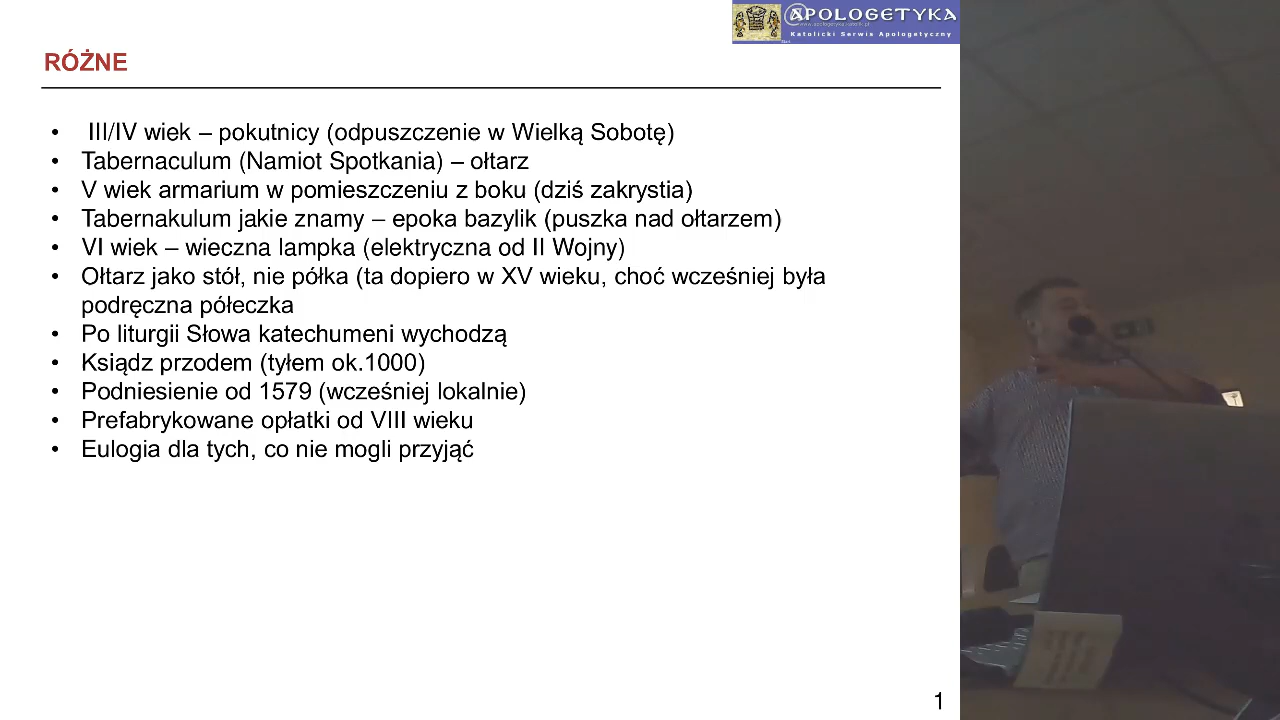 APOLOGETYKA
www.apologetyka.katolik.pl
Katolicki Serwis Apologetyczny
RÓŻNE
• III/IV wiek – pokutnicy (odpuszczenie w Wielką Sobotę)
• Tabernaculum (Namiot Spotkania) – ołtarz
• V wiek armarium w pomieszczeniu z boku (dziś zakrystia)
• Tabernakulum jakie znamy – epoka bazylik (puszka nad ołtarzem)
• VI wiek – wieczna lampka (elektryczna od II Wojny)
• Ołtarz jako stół, nie półka (ta dopiero w XV wieku, choć wcześniej była
podręczna półeczka
• Po liturgii Słowa katechumeni wychodzą
• Ksiądz przodem (tyłem ok.1000)
• Podniesienie od 1579 (wcześniej lokalnie)
• Prefabrykowane opłatki od VIII wieku
• Eulogia dla tych, co nie mogli przyjąć
1